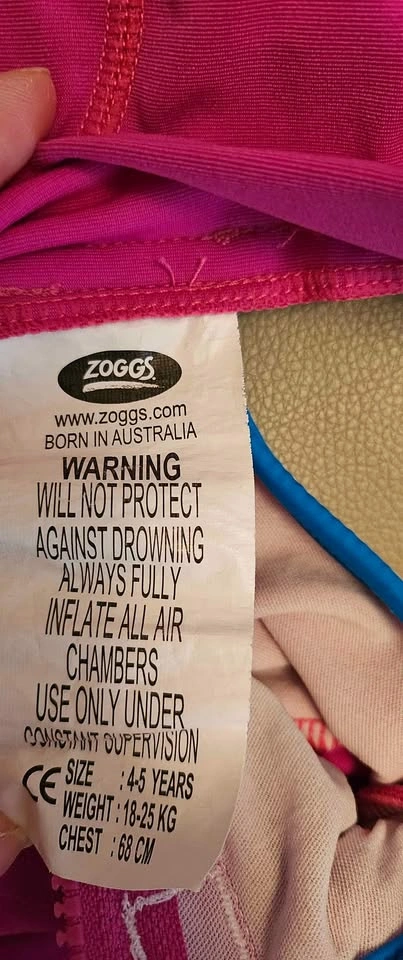 ZOGGS
www.zoggs.com
BORN IN AUSTRALIA
WARNING
WILL NOT PROTECT
AGAINST DROWNING
ALWAYS FULLY
INFLATE ALL AIR
CHAMBERS
USE ONLY UNDER
CONSTANT SUPERVISION
CE SIZE : 4-5 YEARS
WEIGHT : 18-25 KG
CHEST : 68 CM